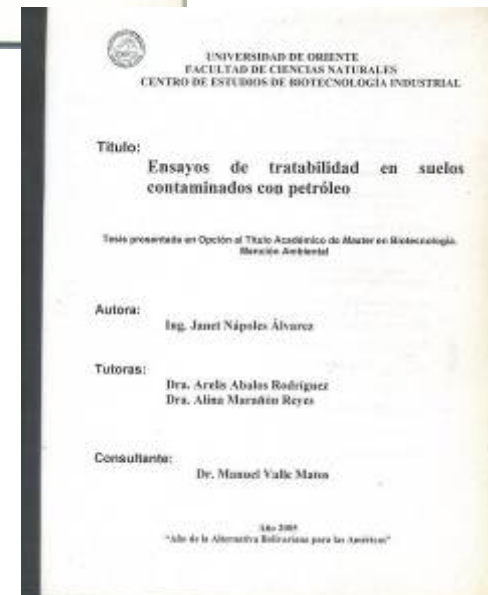 UNIVERSIDAD DE ORIENTE
FACULTAD DE CIENCIAS NATURALES
CENTRO DE ESTUDIOS DE BIOTECNOLOGÍA INDUSTRIAL
Título:
Ensayos de tratabilidad en suelos
contaminados con petróleo
Tesis presentada en Opción al Título Académico de Master en Biotecnología.
Mención Ambiental
Autora:
Ing. Janet Nápoles Álvarez
Tutoras:
Dra. Arelis Abalos Rodríguez
Dra. Alina Marañón Reyes
Consultante:
Dr. Manuel Valle Matos
Año 2005
"Año de la Alternativa Bolivariana para las Américas"